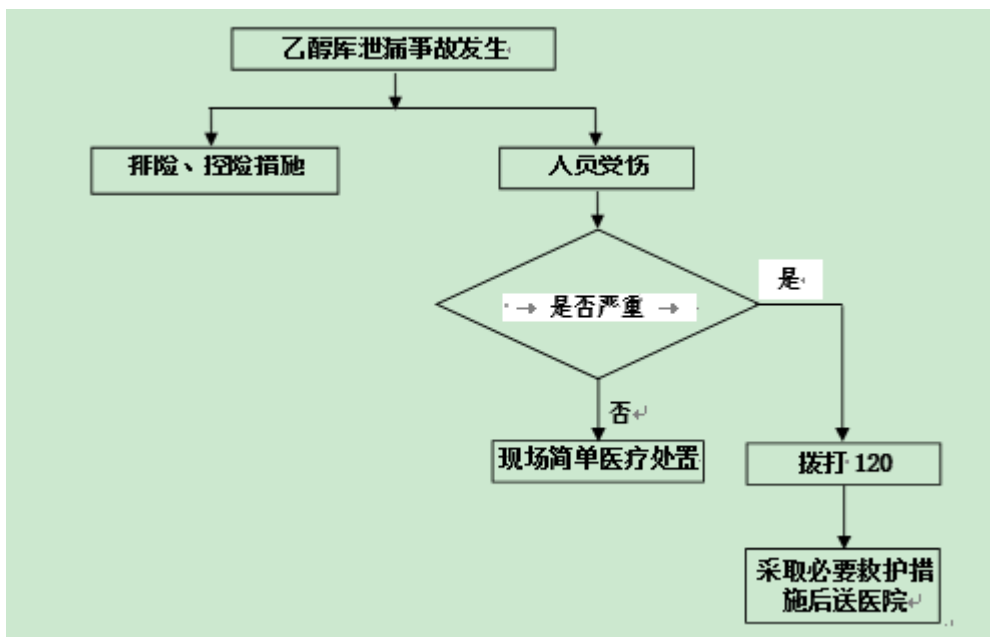 乙醇库泄漏事故发生
排险、控险措施
人员受伤
是
→ 是否严重 →
否
现场简单医疗处置
拨打 120
采取必要救护措
施后送医院